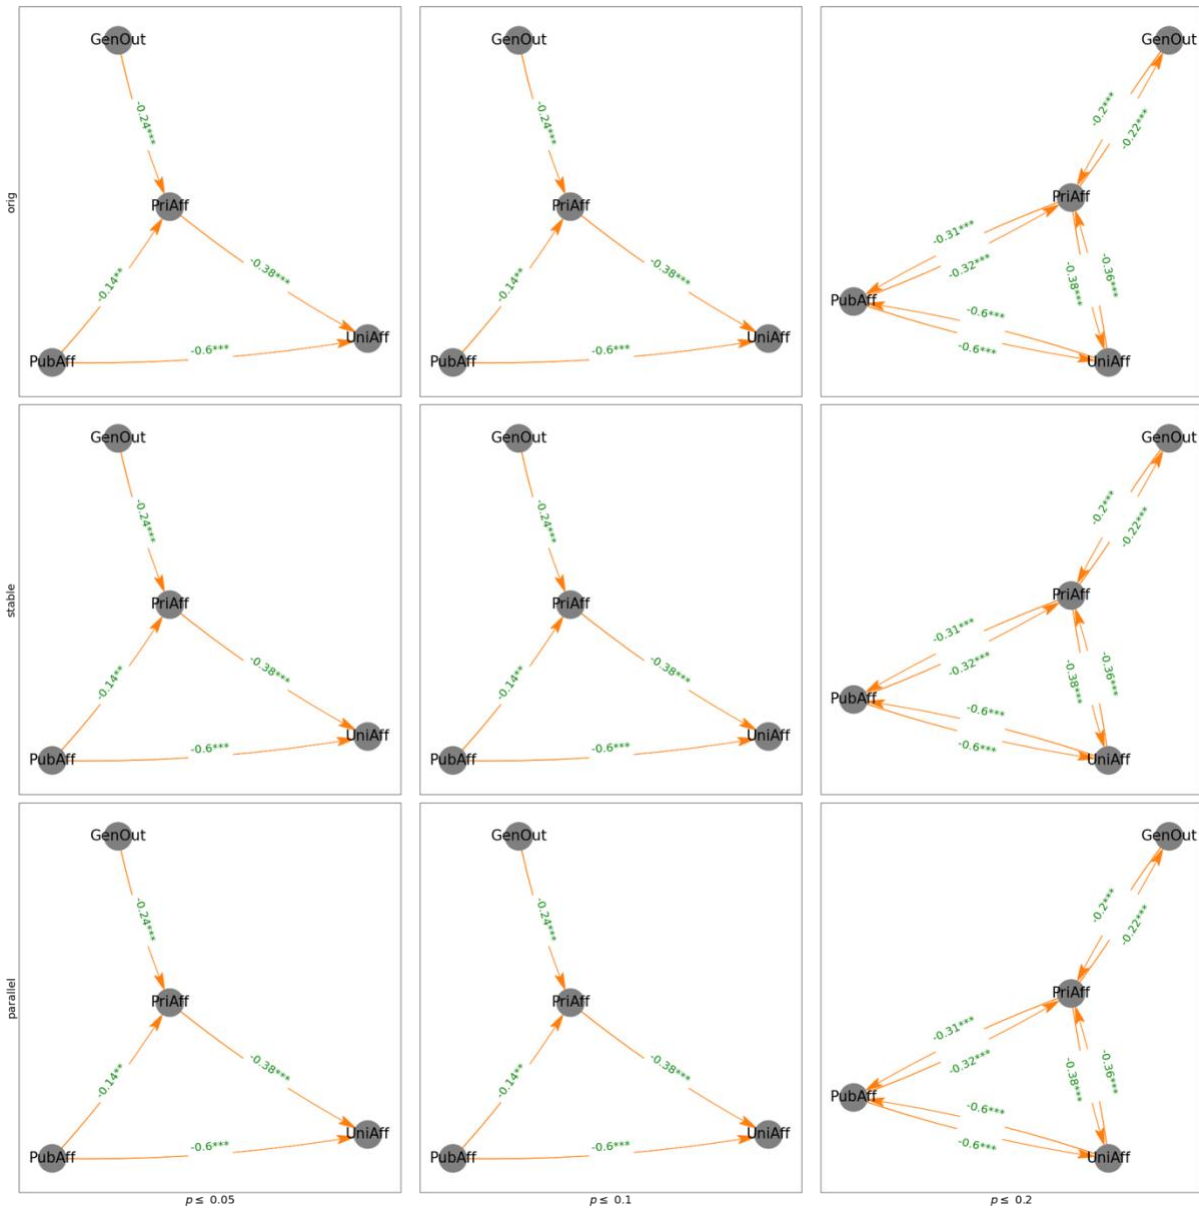 GenOut
-0.24***
PriAff
-0.14**
-0.38***
UniAff
-0.6***
PubAff
GenOut
-0.24***
PriAff
-0.14**
-0.38***
UniAff
-0.6***
PubAff
GenOut
-0.2***
-0.22***
PriAff
-0.31***
-0.32***
-0.36***
-0.38***
PubAff
-0.6***
-0.6***
UniAff
orig
GenOut
-0.24***
PriAff
-0.14**
-0.38***
UniAff
-0.6***
PubAff
GenOut
-0.24***
PriAff
-0.14**
-0.38***
UniAff
-0.6***
PubAff
GenOut
-0.2***
-0.22***
PriAff
-0.31***
-0.32***
-0.36***
-0.38***
PubAff
-0.6***
-0.6***
UniAff
stable
GenOut
-0.24***
PriAff
-0.14**
-0.38***
UniAff
-0.6***
PubAff
GenOut
-0.24***
PriAff
-0.14**
-0.38***
UniAff
-0.6***
PubAff
GenOut
-0.2***
-0.22***
PriAff
-0.31***
-0.32***
-0.36***
-0.38***
PubAff
-0.6***
-0.6***
UniAff
parallel
p ≤ 0.05
p ≤ 0.1
p ≤ 0.2